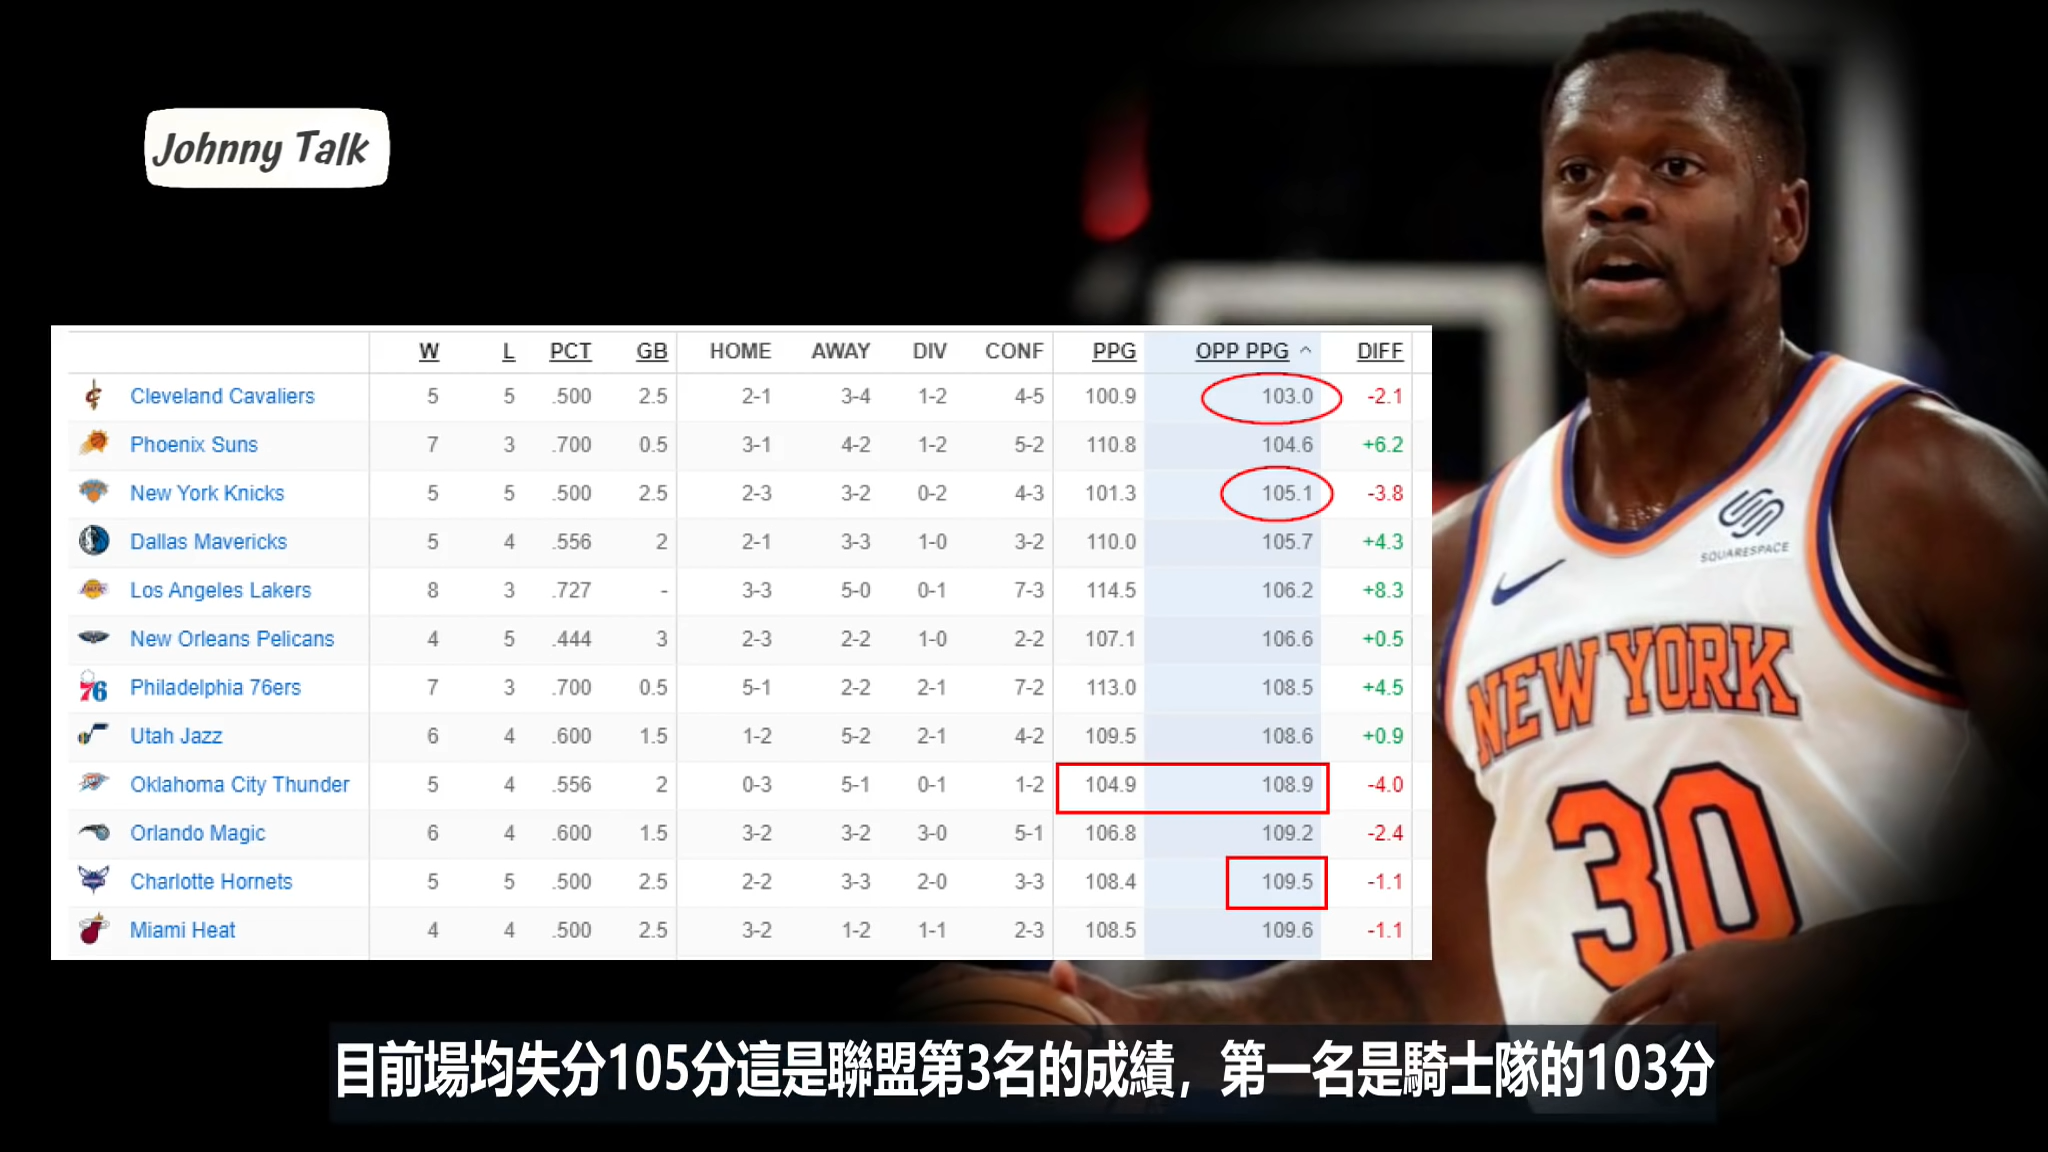 Johnny Talk
W L PCT GB HOME AWAY DIV CONF PPG OPP PPG ^ DIFF
Cleveland Cavaliers 5 5 .500 2.5 2-1 3-4 1-2 4-5 100.9 103.0 -2.1
Phoenix Suns 7 3 .700 0.5 3-1 4-2 1-2 5-2 110.8 104.6 +6.2
New York Knicks 5 5 .500 2.5 2-3 3-2 0-2 4-3 101.3 105.1 -3.8
Dallas Mavericks 5 4 .556 2 2-1 3-3 1-0 3-2 110.0 105.7 +4.3
Los Angeles Lakers 8 3 .727 - 3-3 5-0 0-1 7-3 114.5 106.2 +8.3
New Orleans Pelicans 4 5 .444 3 2-3 2-2 1-0 2-2 107.1 106.6 +0.5
76 Philadelphia 76ers 7 3 .700 0.5 5-1 2-2 2-1 7-2 113.0 108.5 +4.5
Utah Jazz 6 4 .600 1.5 1-2 5-2 2-1 4-2 109.5 108.6 +0.9
Oklahoma City Thunder 5 4 .556 2 0-3 5-1 0-1 1-2 104.9 108.9 -4.0
Orlando Magic 6 4 .600 1.5 3-2 3-2 3-0 5-1 106.8 109.2 -2.4
Charlotte Hornets 5 5 .500 2.5 2-2 3-3 2-0 3-3 108.4 109.5 -1.1
Miami Heat 4 4 .500 2.5 3-2 1-2 1-1 2-3 108.5 109.6 -1.1
SQUARESPACE
NEW YORK
30
目前場均失分105分這是聯盟第3名的成績，第一名是騎士隊的103分